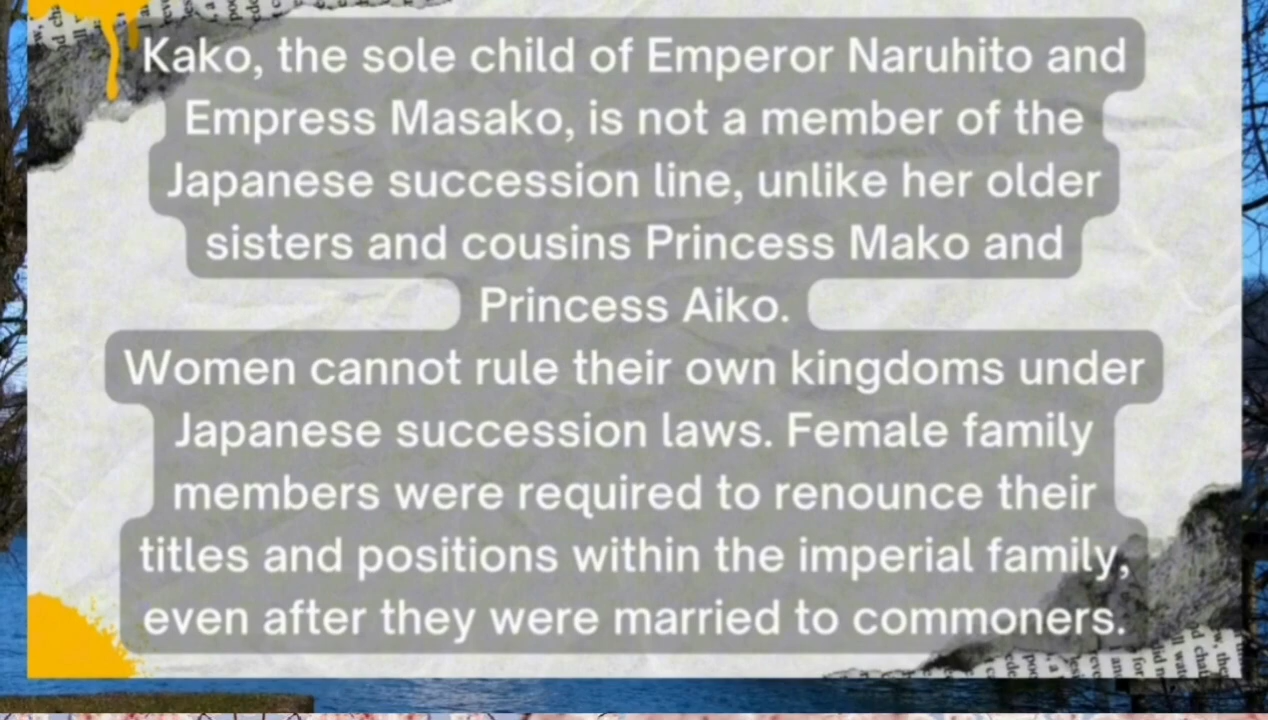 Kako, the sole child of Emperor Naruhito and
Empress Masako, is not a member of the
Japanese succession line, unlike her older
sisters and cousins Princess Mako and
Princess Aiko.
Women cannot rule their own kingdoms under
Japanese succession laws. Female family
members were required to renounce their
titles and positions within the imperial family,
even after they were married to commoners.